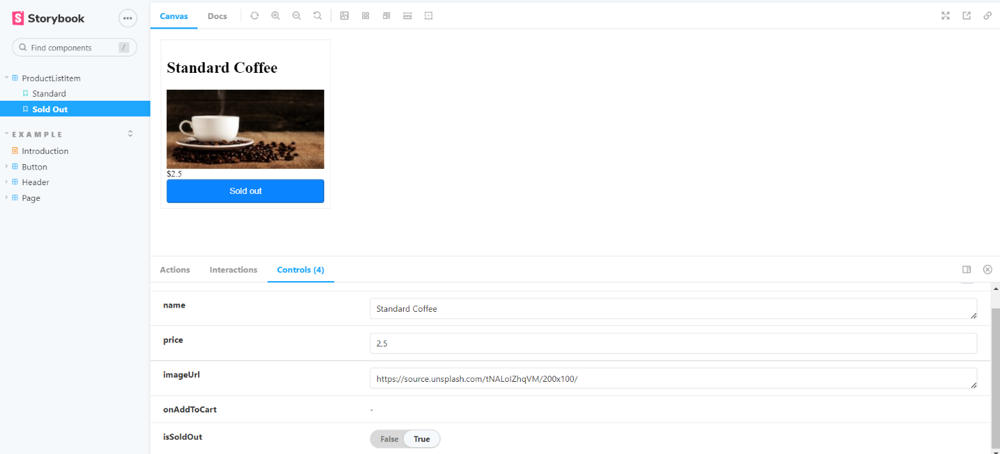 Storybook
Find components
/
ProductListItem
Standard
Sold Out
EXAMPLE
Introduction
Button
Header
Page
Canvas
Docs
Standard Coffee
$2.5
Sold out
Actions
Interactions
Controls (4)
name
Standard Coffee
price
2,5
imageUrl
https://source.unsplash.com/tNALoIZhqVM/200x100/
onAddToCart
-
isSoldOut
False True